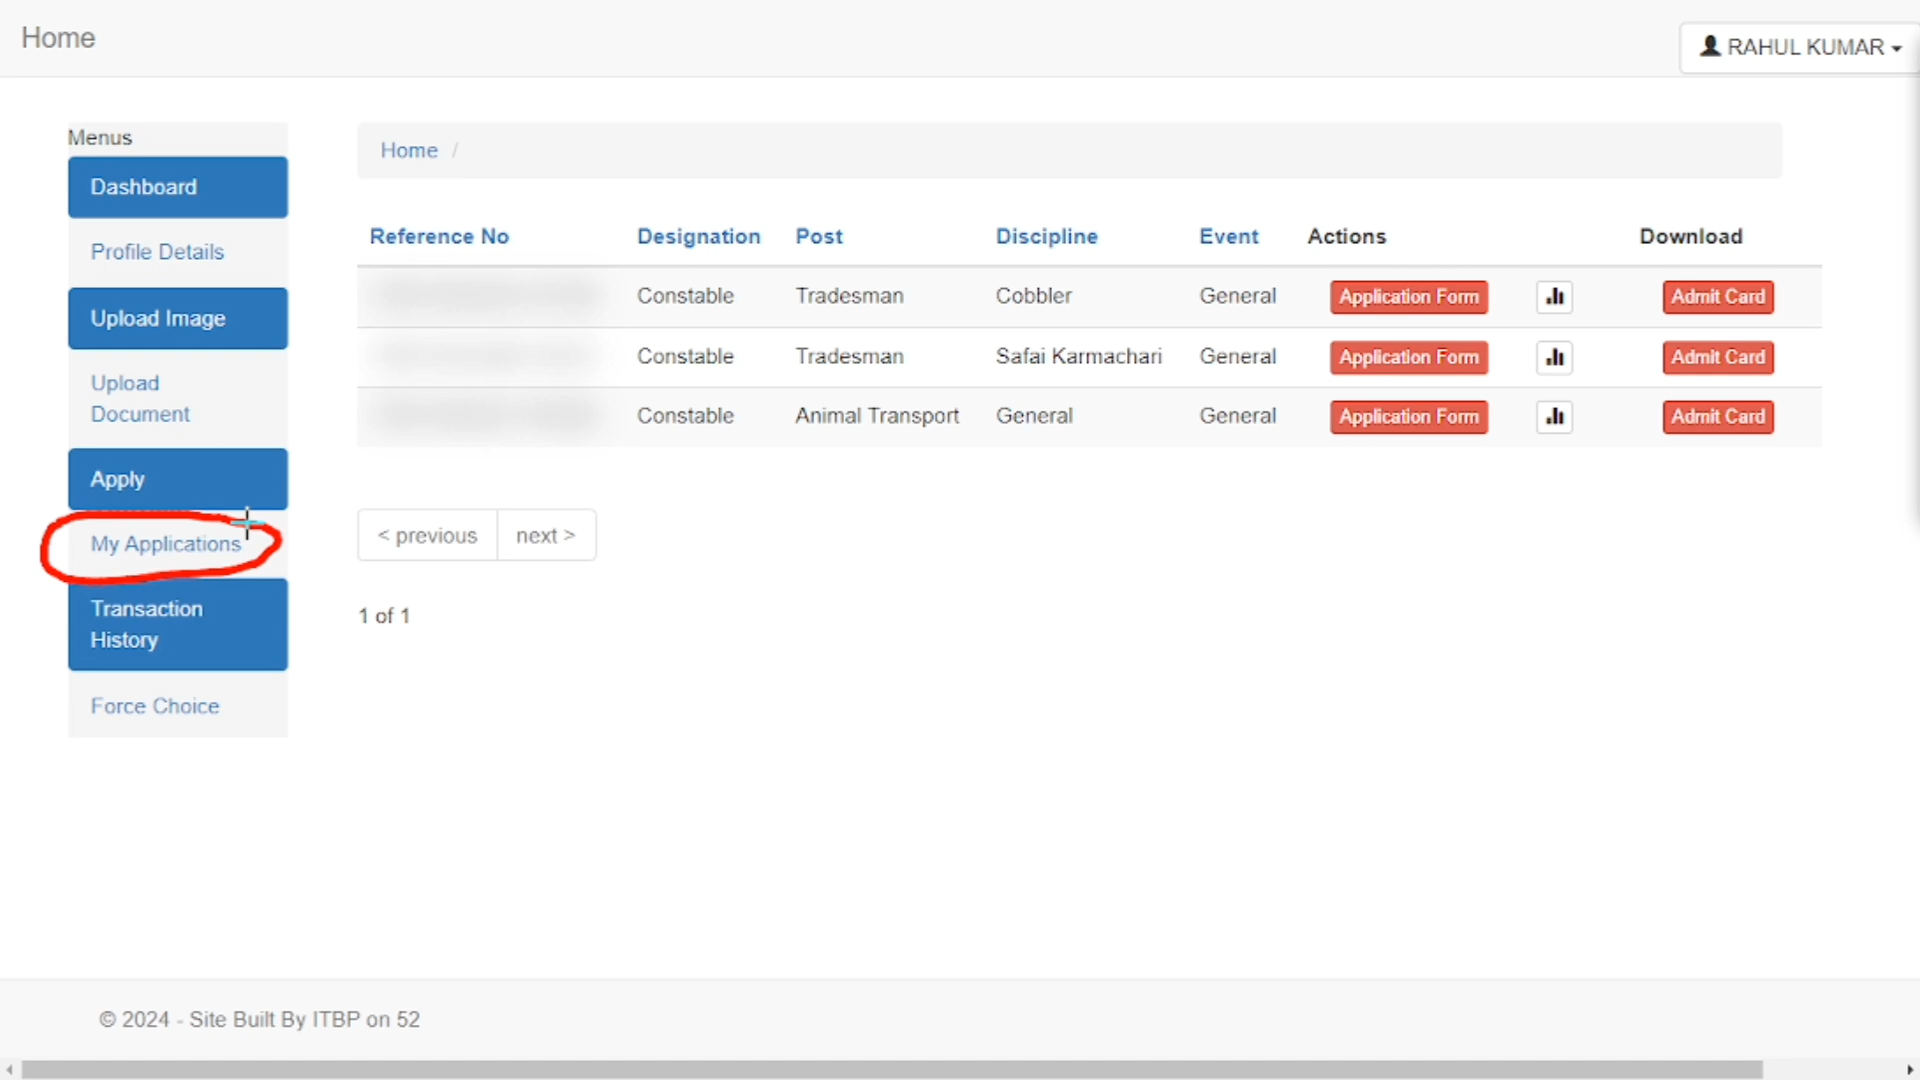 Home
RAHUL KUMAR
Menus
Dashboard
Profile Details
Upload Image
Upload
Document
Apply
My Applications
Transaction
History
Force Choice
Home /
Reference No Designation Post Discipline Event Actions Download
Constable Tradesman Cobbler General Application Form Admit Card
Constable Tradesman Safai Karmachari General Application Form Admit Card
Constable Animal Transport General General Application Form Admit Card
< previous next >
1 of 1
© 2024 - Site Built By ITBP on 52